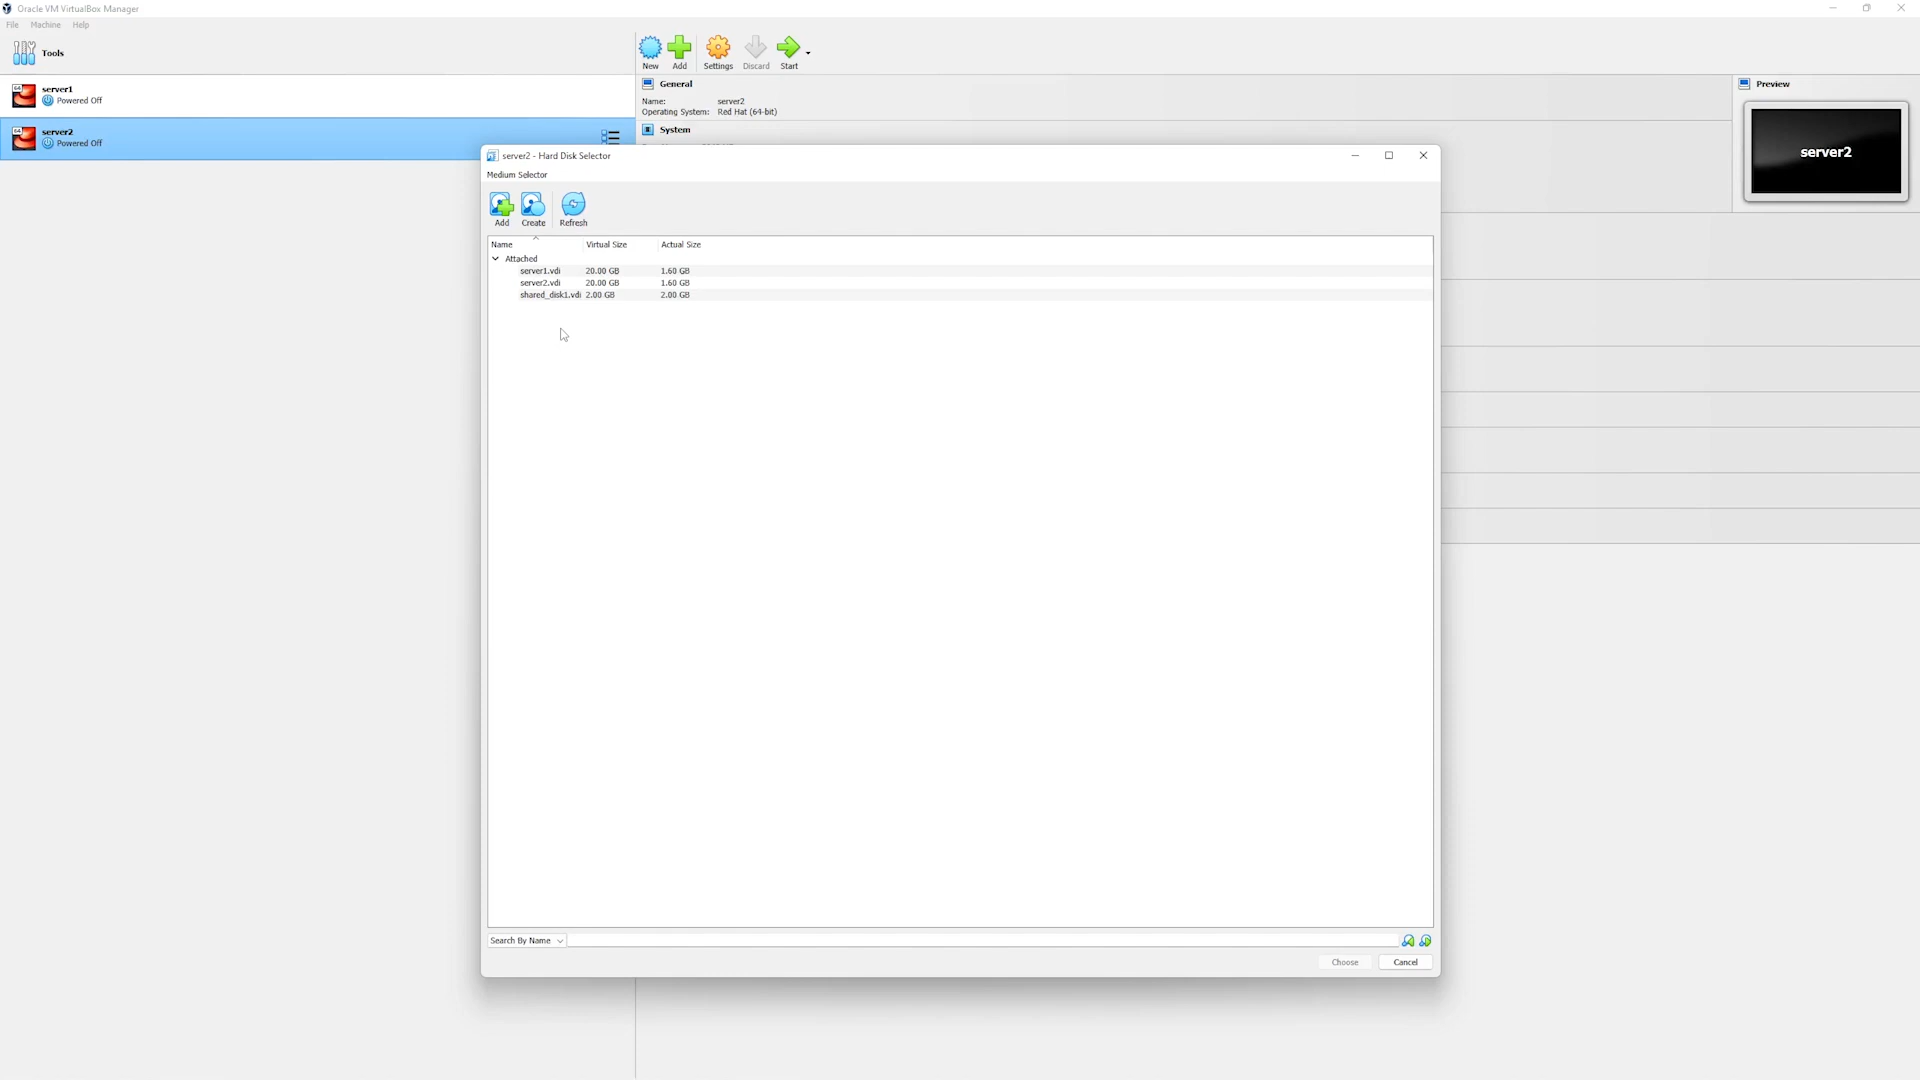 Oracle VM VirtualBox Manager
File Machine Help
Tools
New Add Settings Discard Start
server1
Powered Off
server2
Powered Off
General
Name: server2
Operating System: Red Hat (64-bit)
System
Preview
server2
server2 - Hard Disk Selector
Medium Selector
Add Create Refresh
Name Virtual Size Actual Size
Attached
server1.vdi 20.00 GB 1.60 GB
server2.vdi 20.00 GB 1.60 GB
shared_disk1.vdi 2.00 GB 2.00 GB
Search By Name
Choose Cancel